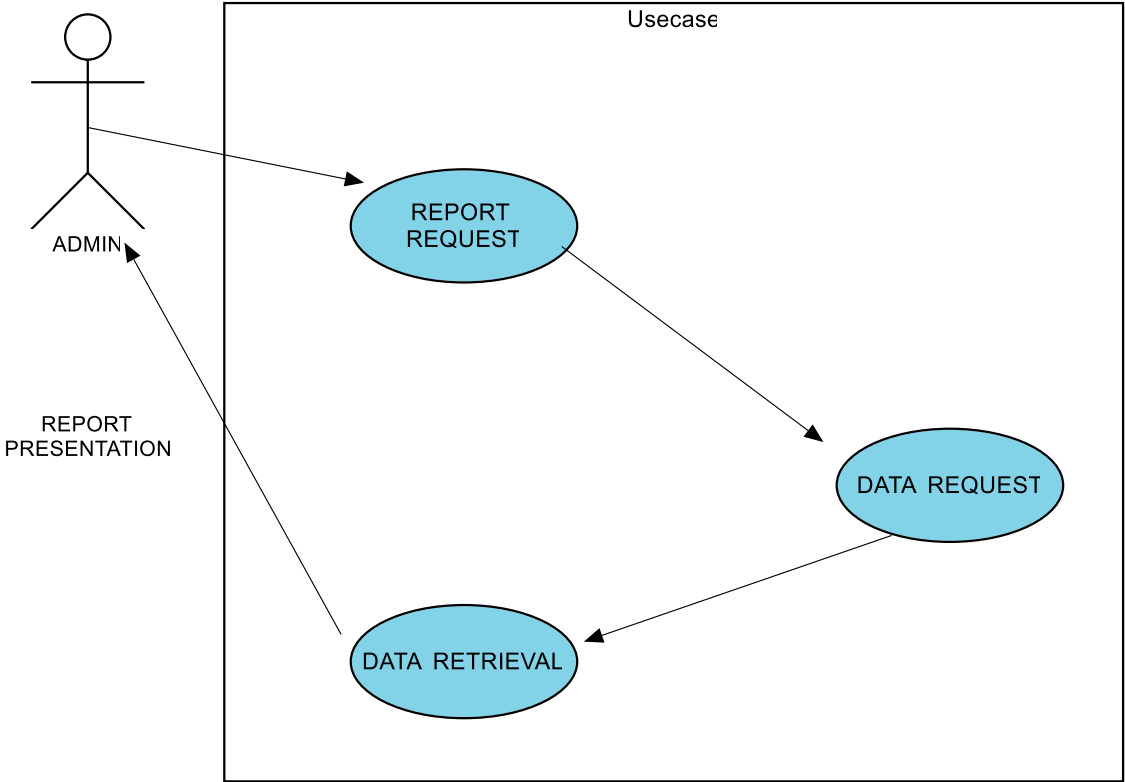 Usecase
REPORT
REQUEST
ADMIN
REPORT
PRESENTATION
DATA REQUEST
DATA RETRIEVAL